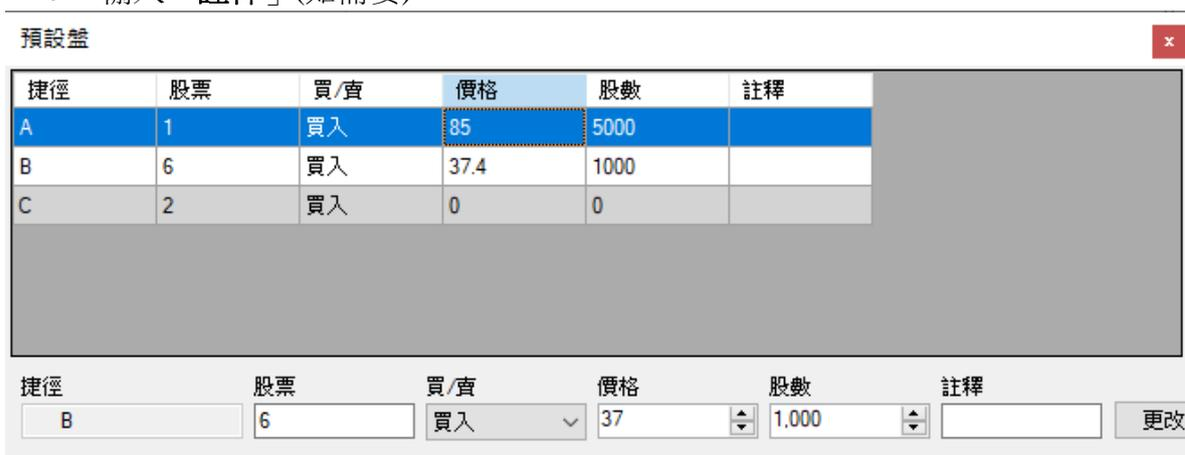 預設盤 x
捷徑 股票 買/賣 價格 股數 註釋
A 1 買入 85 5000
B 6 買入 37.4 1000
C 2 買入 0 0
捷徑 股票 買/賣 價格 股數 註釋
B 6 買入 37 1,000 更改